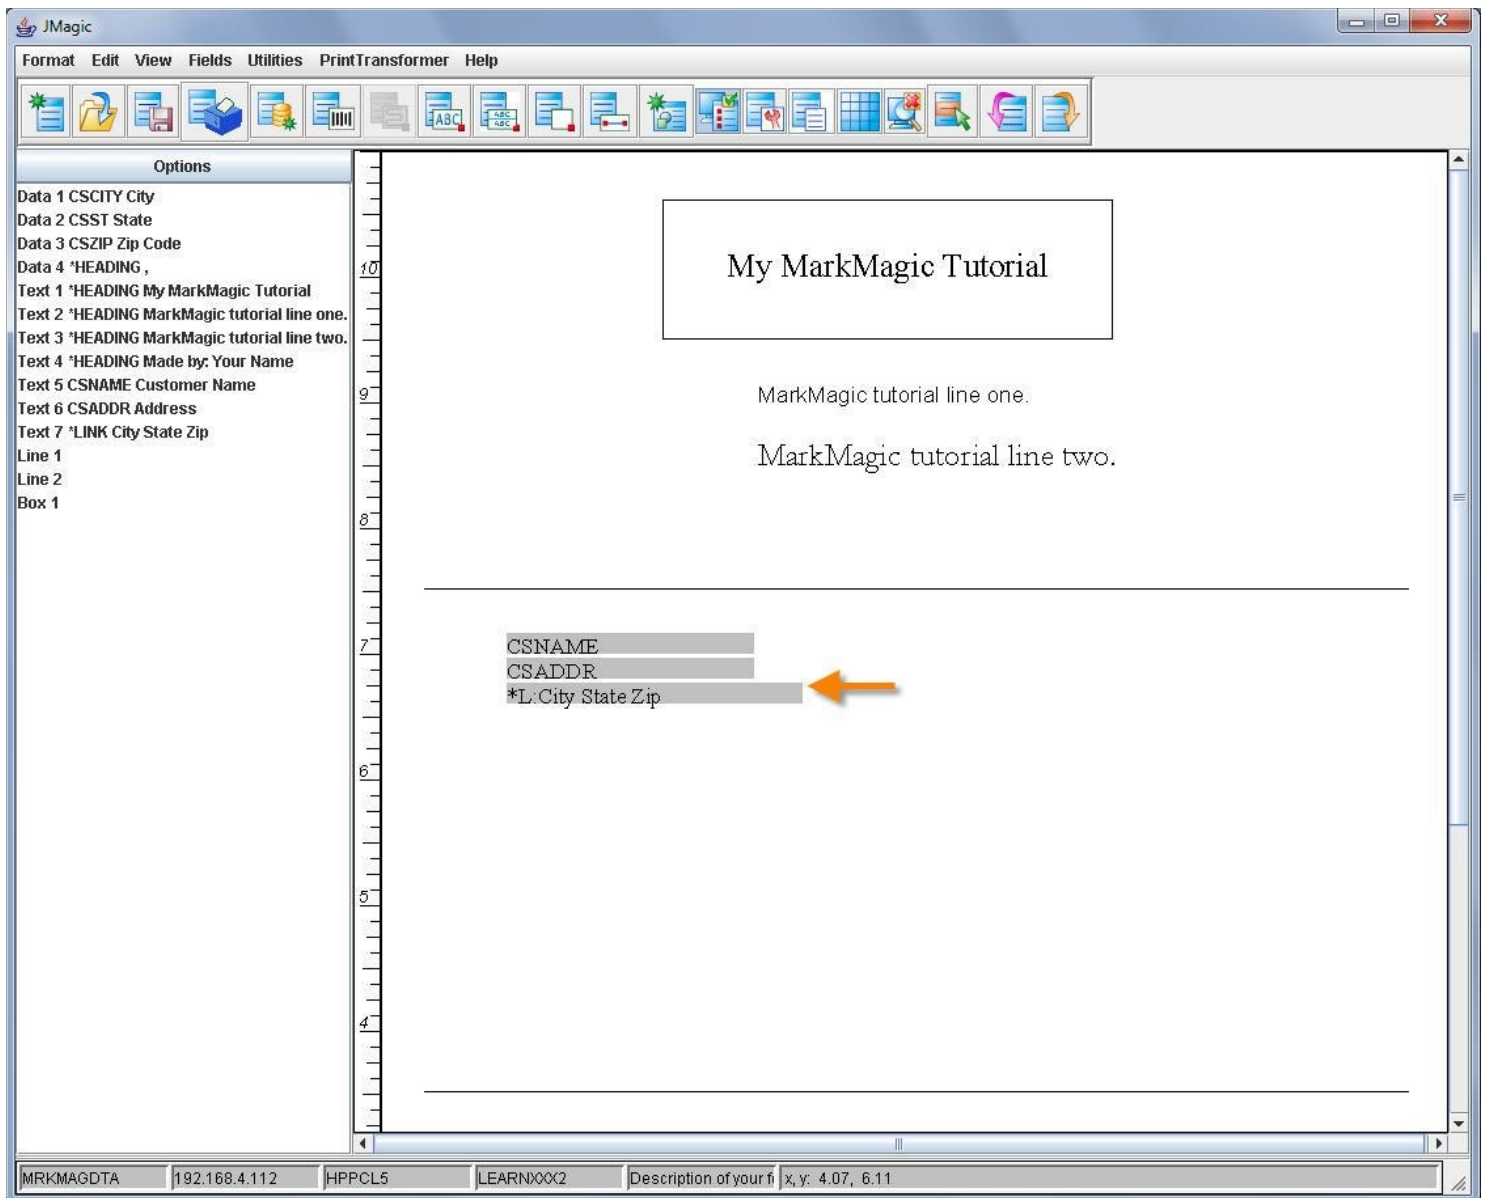 JMagic
Format Edit View Fields Utilities PrintTransformer Help
ABC
ABC
ABC
Options
Data 1 CSCITY City
Data 2 CSST State
Data 3 CSZIP Zip Code
Data 4 *HEADING ,
Text 1 *HEADING My MarkMagic Tutorial
Text 2 *HEADING MarkMagic tutorial line one.
Text 3 *HEADING MarkMagic tutorial line two.
Text 4 *HEADING Made by: Your Name
Text 5 CSNAME Customer Name
Text 6 CSADDR Address
Text 7 *LINK City State Zip
Line 1
Line 2
Box 1
10
9
8
7
6
5
4
My MarkMagic Tutorial
MarkMagic tutorial line one.
MarkMagic tutorial line two.
CSNAME
CSADDR
*L:City State Zip
MRKMAGDTA 192.168.4.112 HPPCL5 LEARNXXX2 Description of your f x, y: 4.07, 6.11